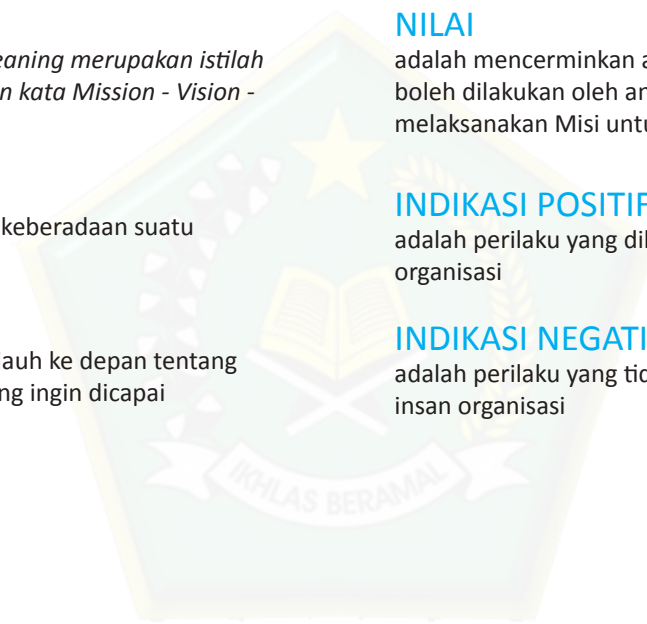 eaning merupakan istilah
n kata Mission - Vision -
keberadaan suatu
auh ke depan tentang
ng ingin dicapai
NILAI
adalah mencerminkan a
boleh dilakukan oleh an
melaksanakan Misi untu
INDIKASI POSITIF
adalah perilaku yang di
organisasi
INDIKASI NEGATI
adalah perilaku yang tid
insan organisasi
IKHLAS BERAMAL